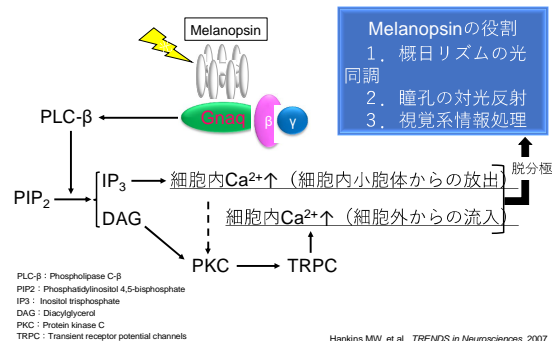 Melanopsin
Melanopsinの役割
１．概日リズムの光
同調
２．瞳孔の対光反射
３．視覚系情報処理
PLC-β
Gnaq
β
γ
脱分極
PIP2
IP3
細胞内Ca2+↑（細胞内小胞体からの放出）
DAG
細胞内Ca2+↑（細胞外からの流入）
PKC
TRPC
PLC-β：Phospholipase C-β
PIP2：Phosphatidylinositol 4,5-bisphosphate
IP3： Inositol trisphosphate
DAG：Diacylglycerol
PKC：Protein kinase C
TRPC：Transient receptor potential channels
Hankins MW, et al., TRENDS in Neurosciences, 2007